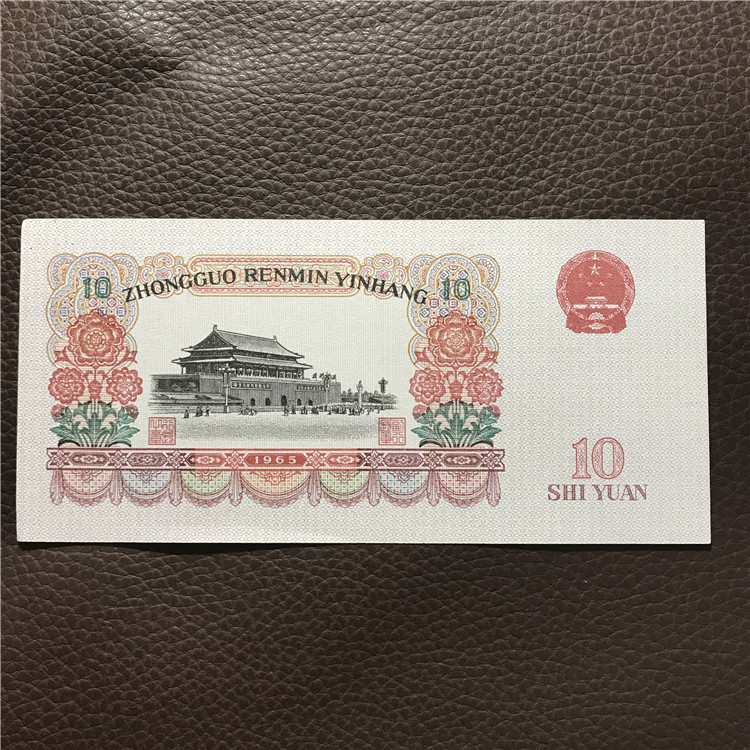 10 ZHONGGUO RENMIN YINHANG 10
1965
10
SHI YUAN